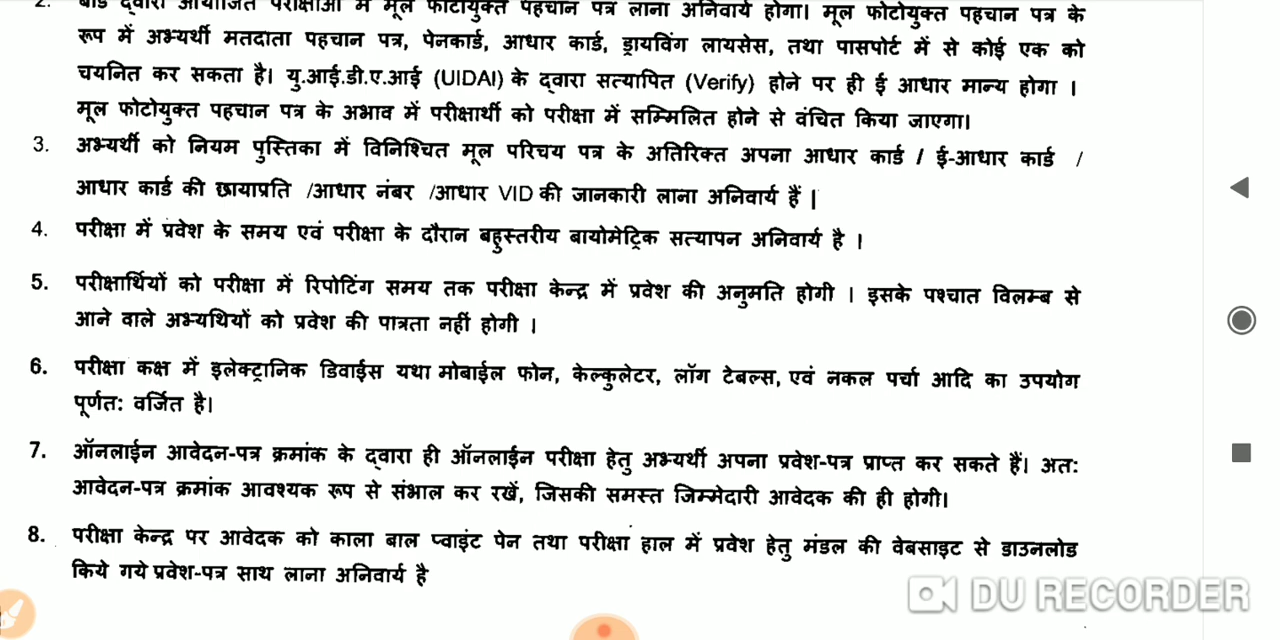 2. बोर्ड द्वारा आयोजित परीक्षाओं में मूल फोटोयुक्त पहचान पत्र लाना अनिवार्य होगा। मूल फोटोयुक्त पहचान पत्र के
रूप में अभ्यर्थी मतदाता पहचान पत्र, पेनकार्ड, आधार कार्ड, ड्रायविंग लायसेस, तथा पासपोर्ट में से कोई एक को
चयनित कर सकता है। यु.आई.डी.ए.आई (UIDAI) के द्वारा सत्यापित (Verify) होने पर ही ई आधार मान्य होगा ।
मूल फोटोयुक्त पहचान पत्र के अभाव में परीक्षार्थी को परीक्षा में सम्मिलित होने से वंचित किया जाएगा।
3. अभ्यर्थी को नियम पुस्तिका में विनिश्चित मूल परिचय पत्र के अतिरिक्त अपना आधार कार्ड / ई-आधार कार्ड /
आधार कार्ड की छायाप्रति /आधार नंबर /आधार VID की जानकारी लाना अनिवार्य हैं |
4. परीक्षा में प्रवेश के समय एवं परीक्षा के दौरान बहुस्तरीय बायोमेट्रिक सत्यापन अनिवार्य है ।
5. परीक्षार्थियों को परीक्षा में रिपोटिंग समय तक परीक्षा केन्द्र में प्रवेश की अनुमति होगी । इसके पश्चात विलम्ब से
आने वाले अभ्यथियों को प्रवेश की पात्रता नहीं होगी ।
6. परीक्षा कक्ष में इलेक्ट्रानिक डिवाईस यथा मोबाईल फोन, केल्कुलेटर, लॉग टेबल्स, एवं नकल पर्चा आदि का उपयोग
पूर्णत: वर्जित है।
7. ऑनलाईन आवेदन-पत्र क्रमांक के द्वारा ही ऑनलाईन परीक्षा हेतु अभ्यर्थी अपना प्रवेश-पत्र प्राप्त कर सकते हैं। अत:
आवेदन-पत्र क्रमांक आवश्यक रूप से संभाल कर रखें, जिसकी समस्त जिम्मेदारी आवेदक की ही होगी।
8. परीक्षा केन्द्र पर आवेदक को काला बाल प्वाइंट पेन तथा परीक्षा हाल में प्रवेश हेतु मंडल की वेबसाइट से डाउनलोड
किये गये प्रवेश-पत्र साथ लाना अनिवार्य है
DU RECORDER